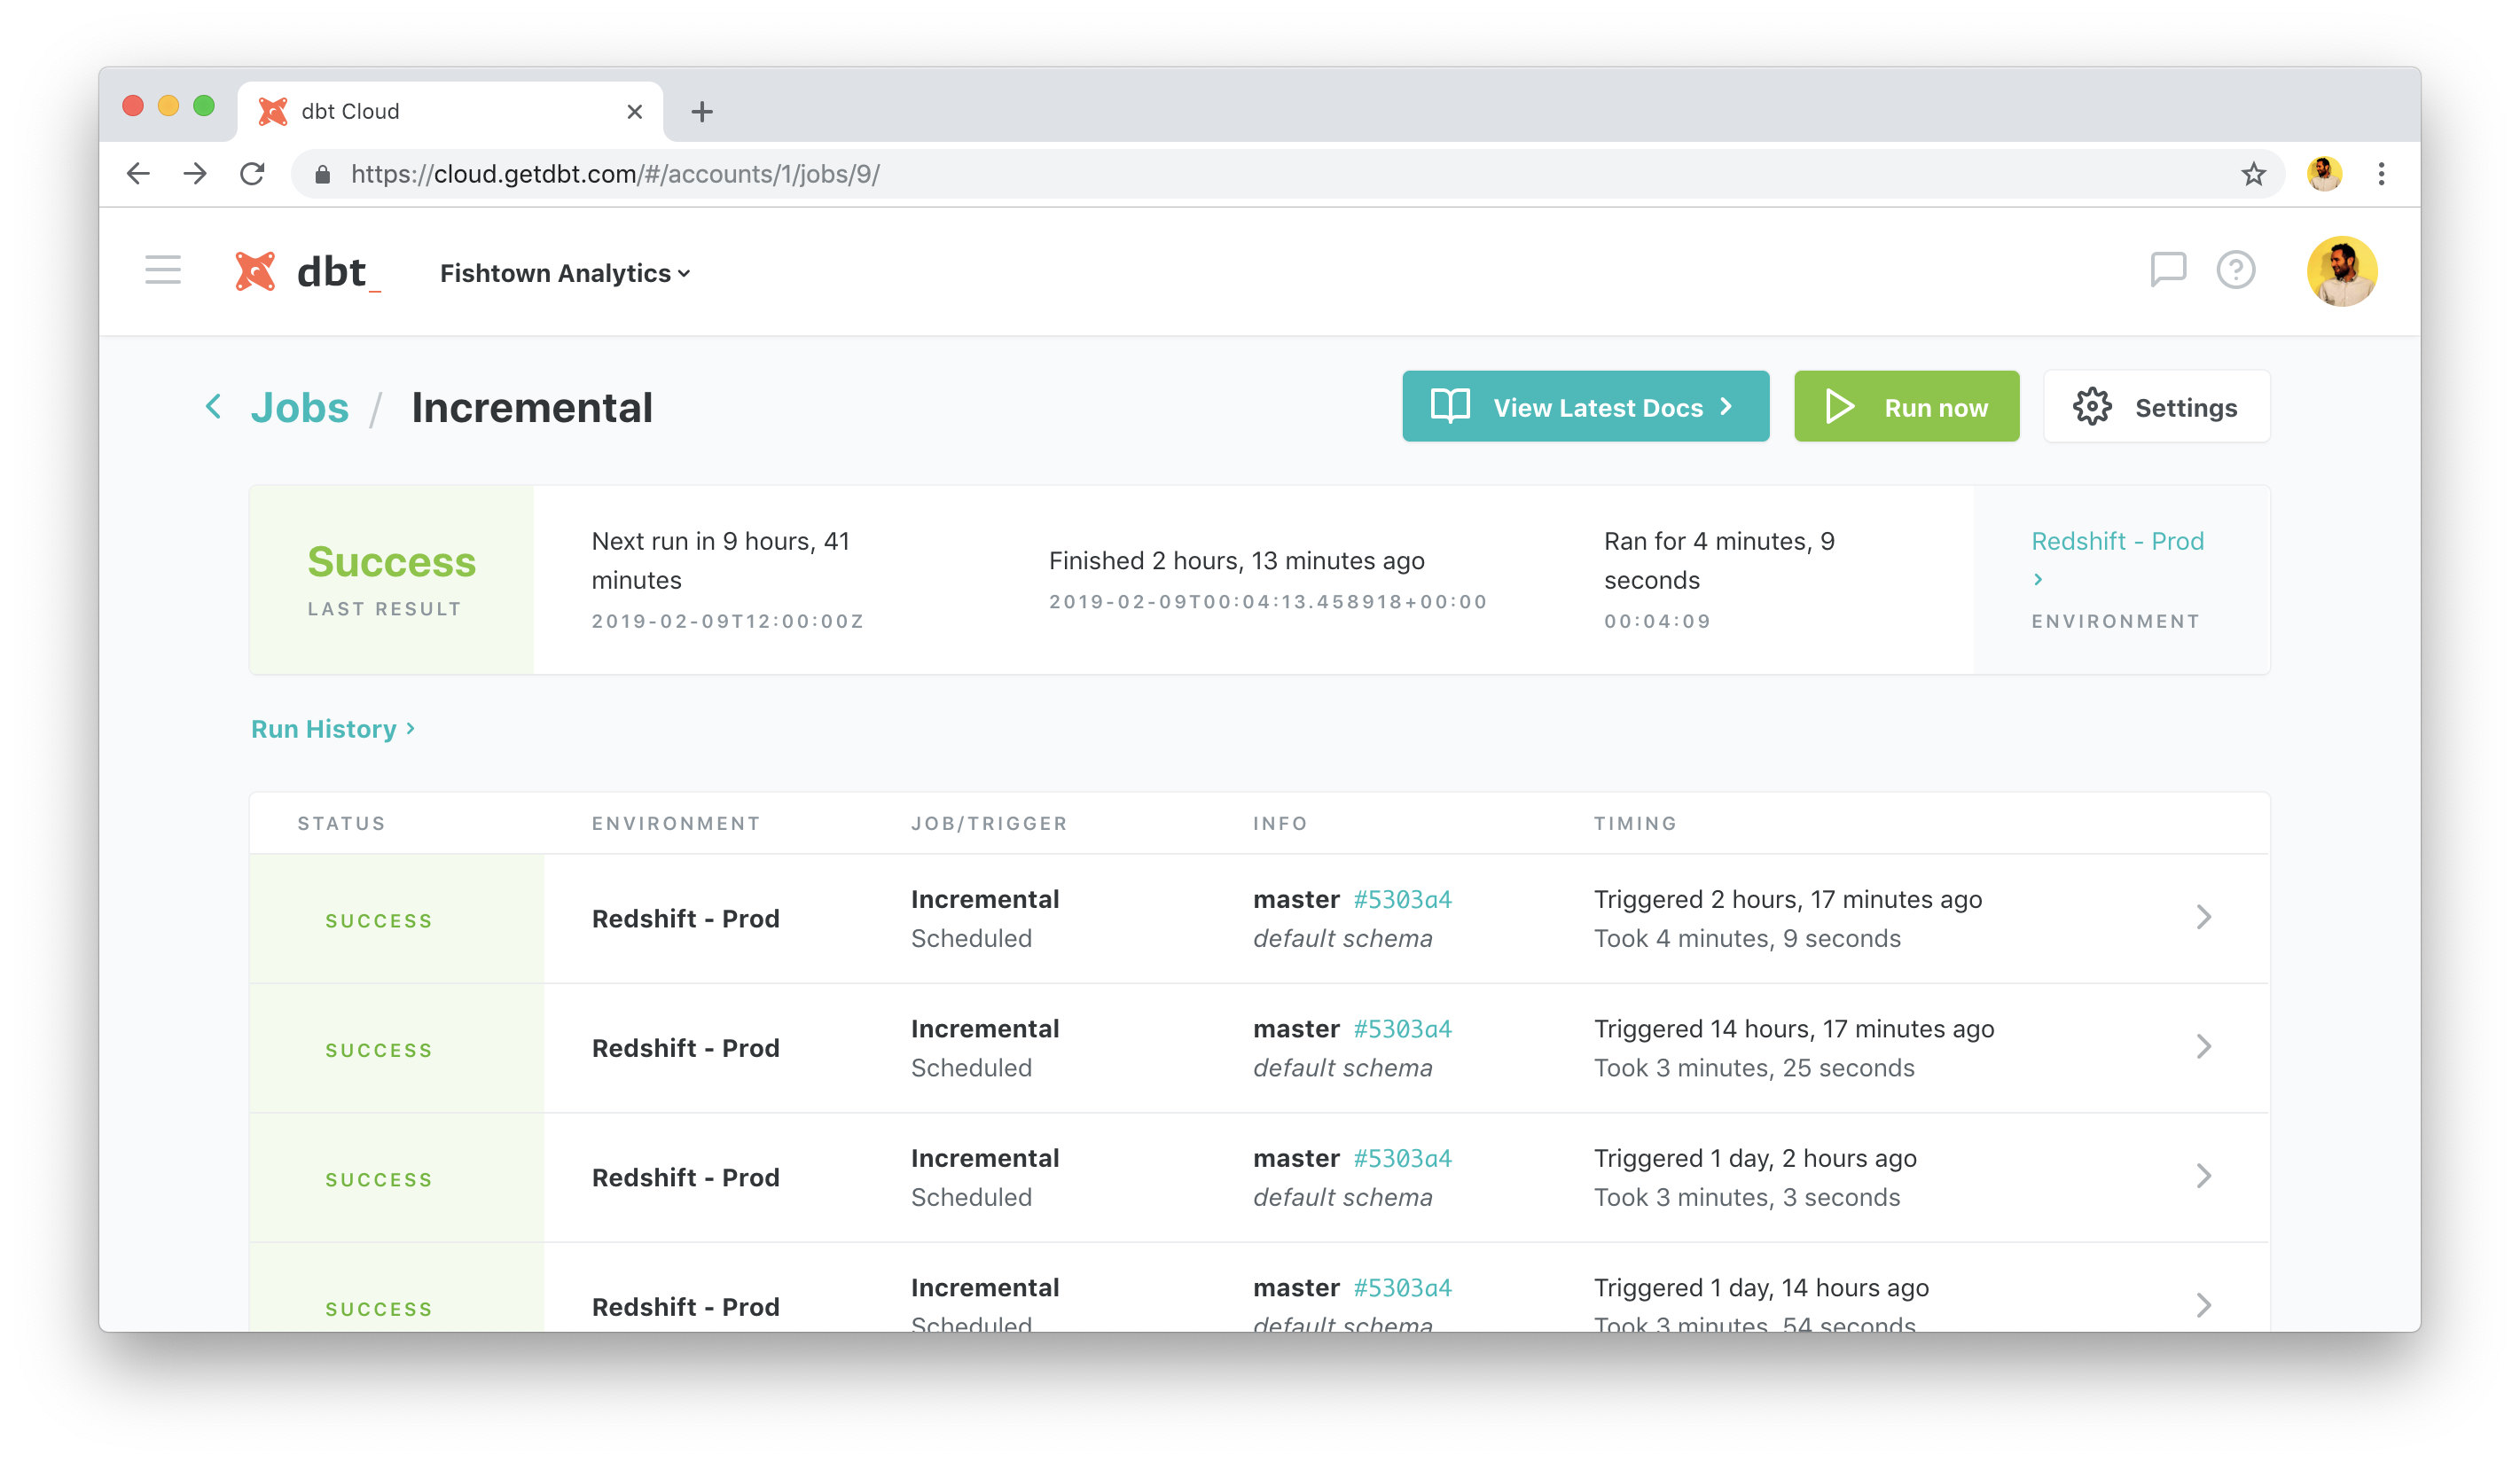 dbt Cloud
https://cloud.getdbt.com/#/accounts/1/jobs/9/
dbt_
Fishtown Analytics
Jobs / Incremental
View Latest Docs
Run now
Settings
Success
LAST RESULT
Next run in 9 hours, 41
minutes
2019-02-09T12:00:00Z
Finished 2 hours, 13 minutes ago
2019-02-09T00:04:13.458918+00:00
Ran for 4 minutes, 9
seconds
00:04:09
Redshift - Prod
ENVIRONMENT
Run History
STATUS ENVIRONMENT JOB/TRIGGER INFO TIMING
SUCCESS
Redshift - Prod
Incremental
Scheduled
master #5303a4
default schema
Triggered 2 hours, 17 minutes ago
Took 4 minutes, 9 seconds
SUCCESS
Redshift - Prod
Incremental
Scheduled
master #5303a4
default schema
Triggered 14 hours, 17 minutes ago
Took 3 minutes, 25 seconds
SUCCESS
Redshift - Prod
Incremental
Scheduled
master #5303a4
default schema
Triggered 1 day, 2 hours ago
Took 3 minutes, 3 seconds
SUCCESS
Redshift - Prod
Incremental
Scheduled
master #5303a4
default schema
Triggered 1 day, 14 hours ago
Took 3 minutes, 54 seconds